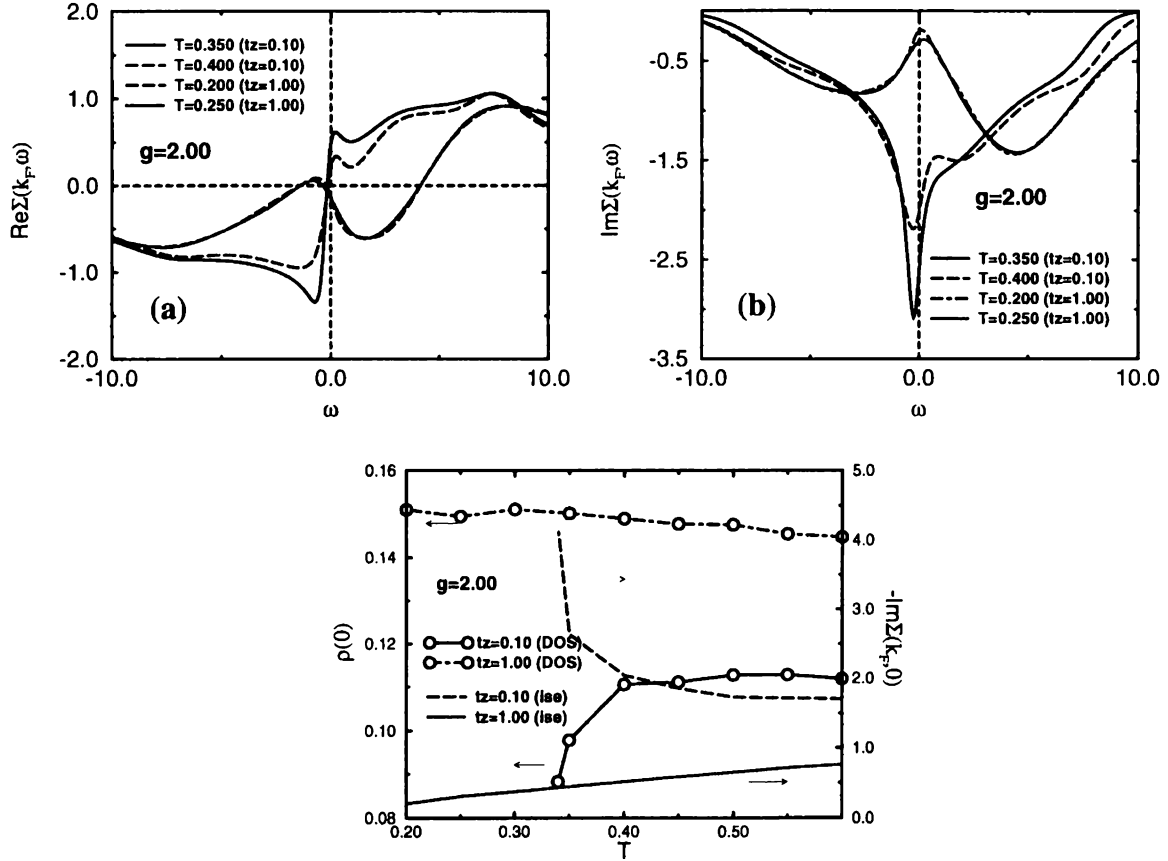 2.0
1.0
0.0
-1.0
-2.0
-10.0
0.0
10.0
ω
ReΣ(k_F,ω)
T=0.350 (tz=0.10)
T=0.400 (tz=0.10)
T=0.200 (tz=1.00)
T=0.250 (tz=1.00)
g=2.00
(a)
-0.5
-1.5
-2.5
-3.5
-10.0
0.0
10.0
ω
ImΣ(k_F,ω)
g=2.00
T=0.350 (tz=0.10)
T=0.400 (tz=0.10)
T=0.200 (tz=1.00)
T=0.250 (tz=1.00)
(b)
0.16
0.14
0.12
0.10
0.08
0.20
0.30
0.40
0.50
T
ρ(0)
5.0
4.0
3.0
2.0
1.0
0.0
-ImΣ(k_F,0)
g=2.00
tz=0.10 (DOS)
tz=1.00 (DOS)
tz=0.10 (ise)
tz=1.00 (ise)